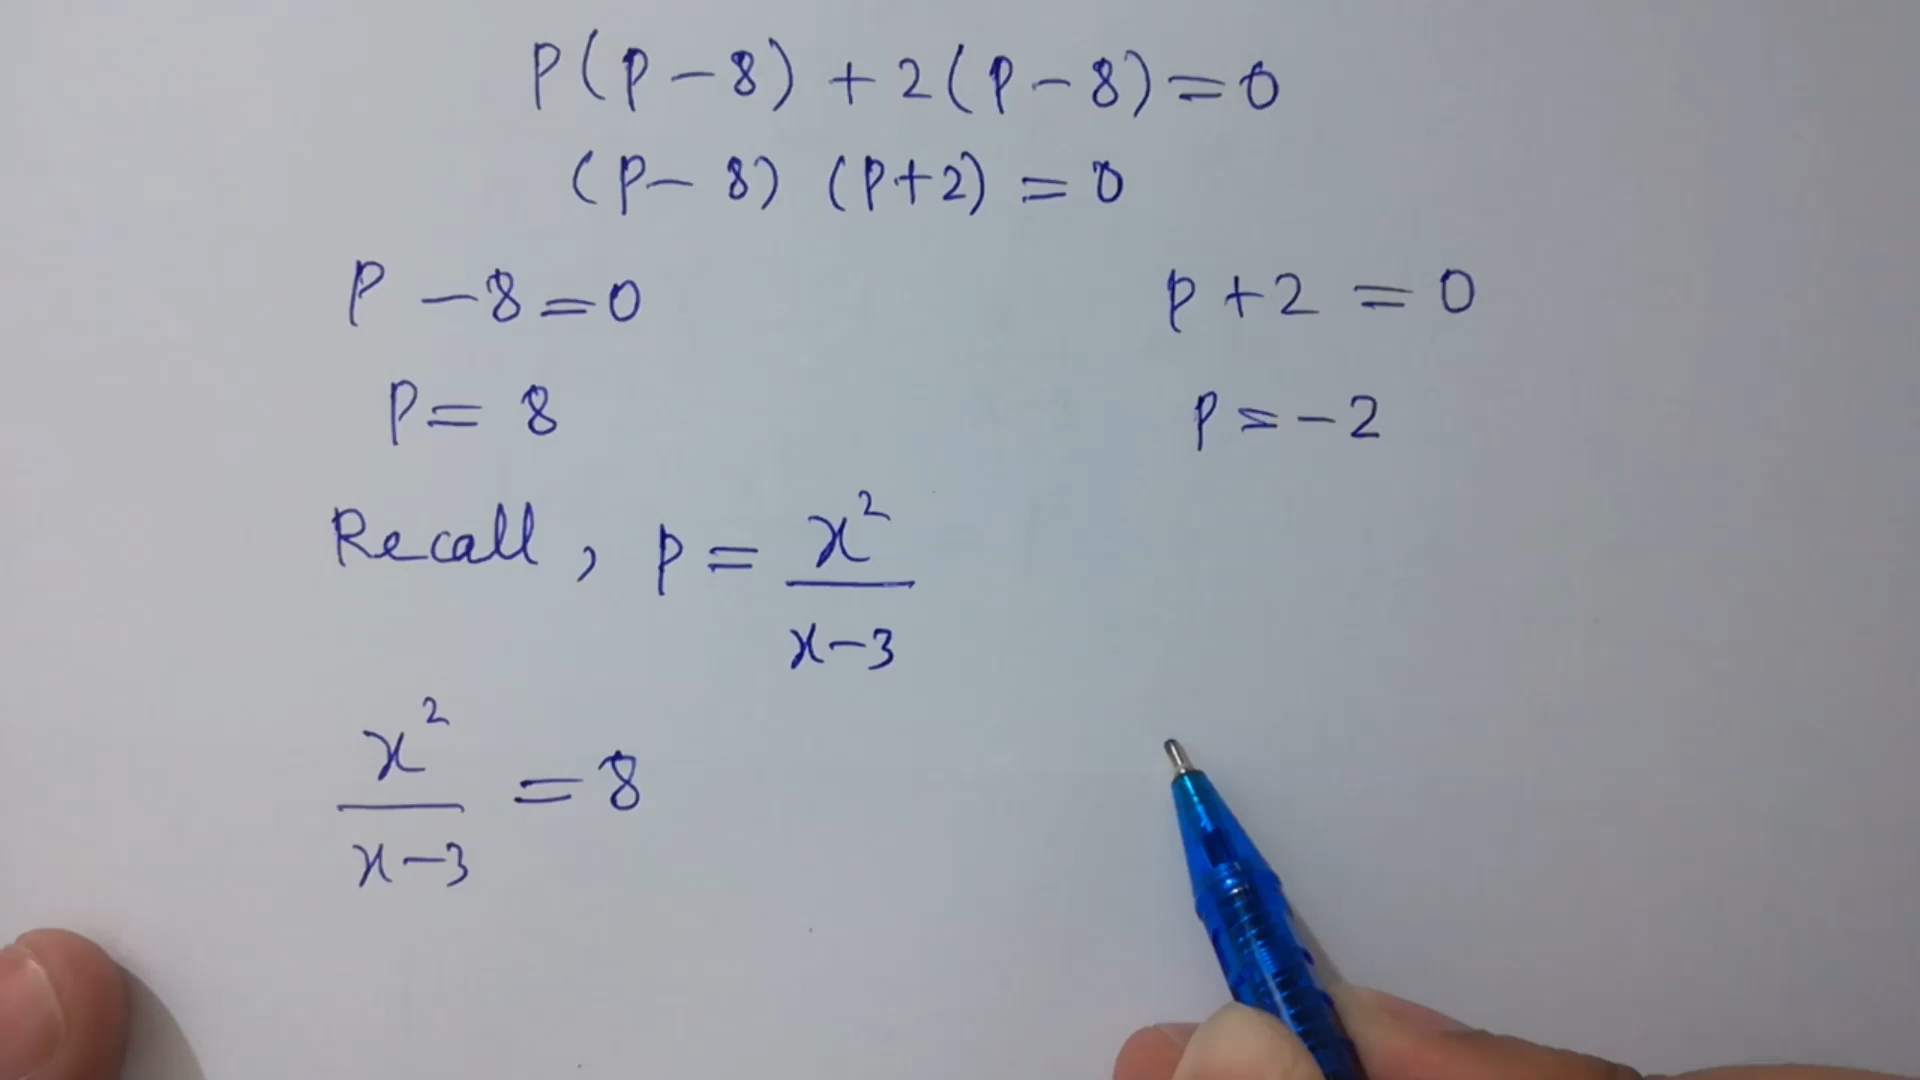 P(P-8)+2(P-8)=0
(P-8) (P+2)=0
P-8=0 P+2=0
P=8 P=-2
Recall, P = x²/x-3
x²/x-3 = 8